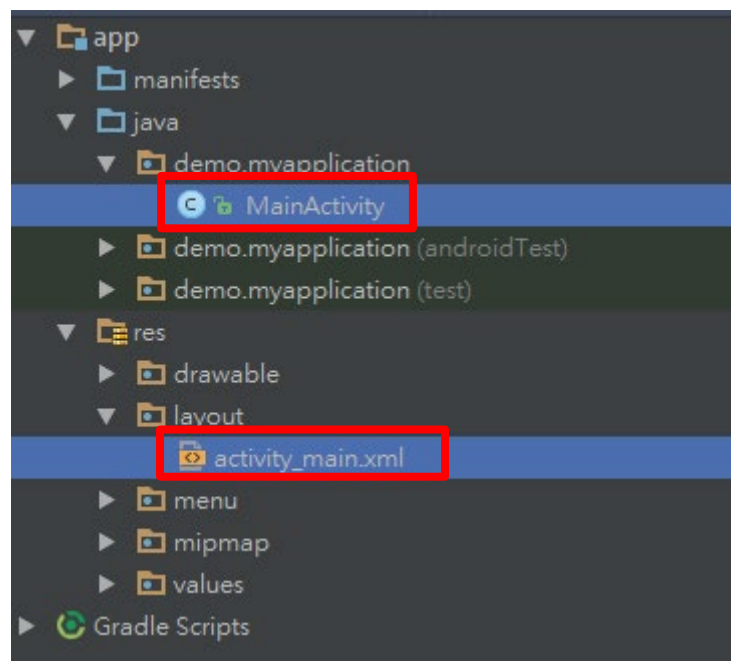 app
manifests
java
demo.myapplication
C MainActivity
demo.myapplication (androidTest)
demo.myapplication (test)
res
drawable
layout
activity_main.xml
menu
mipmap
values
Gradle Scripts